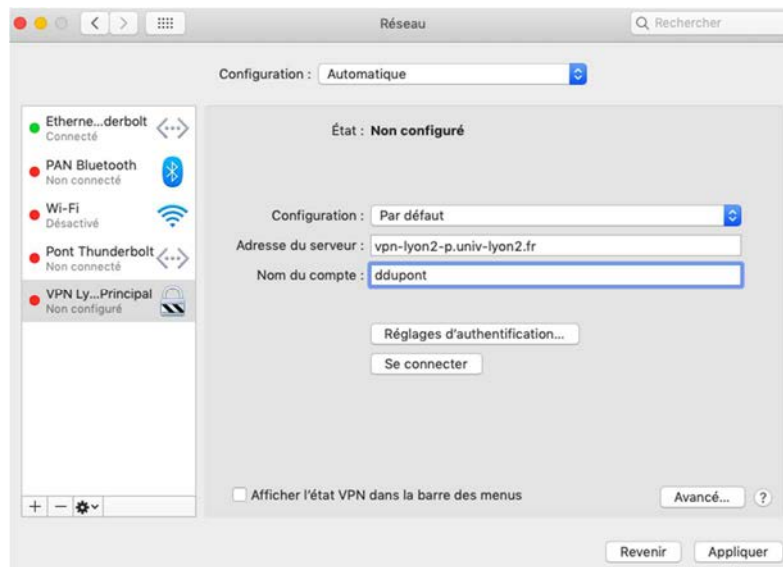 Réseau
Rechercher
Configuration : Automatique
Etherne...derbolt
Connecté
PAN Bluetooth
Non connecté
Wi-Fi
Désactivé
Pont Thunderbolt
Non connecté
VPN Ly...Principal
Non configuré
État : Non configuré
Configuration : Par défaut
Adresse du serveur : vpn-lyon2-p.univ-lyon2.fr
Nom du compte : ddupont
Réglages d'authentification...
Se connecter
Afficher l'état VPN dans la barre des menus
Avancé... ?
Revenir Appliquer